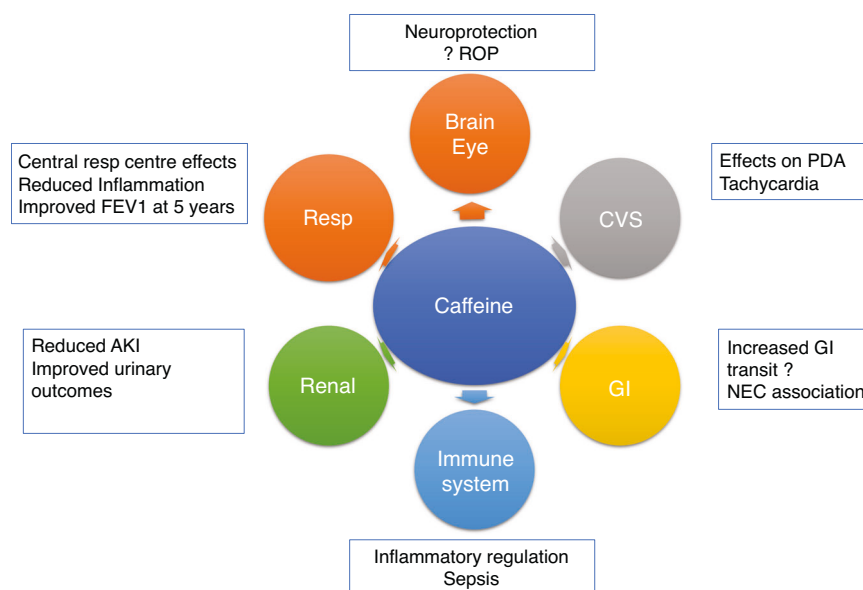 Neuroprotection
? ROP
Brain
Eye
Central resp centre effects
Reduced Inflammation
Improved FEV1 at 5 years
Resp
Effects on PDA
Tachycardia
CVS
Caffeine
Reduced AKI
Improved urinary
outcomes
Renal
Increased GI
transit ?
NEC association
GI
Immune
system
Inflammatory regulation
Sepsis